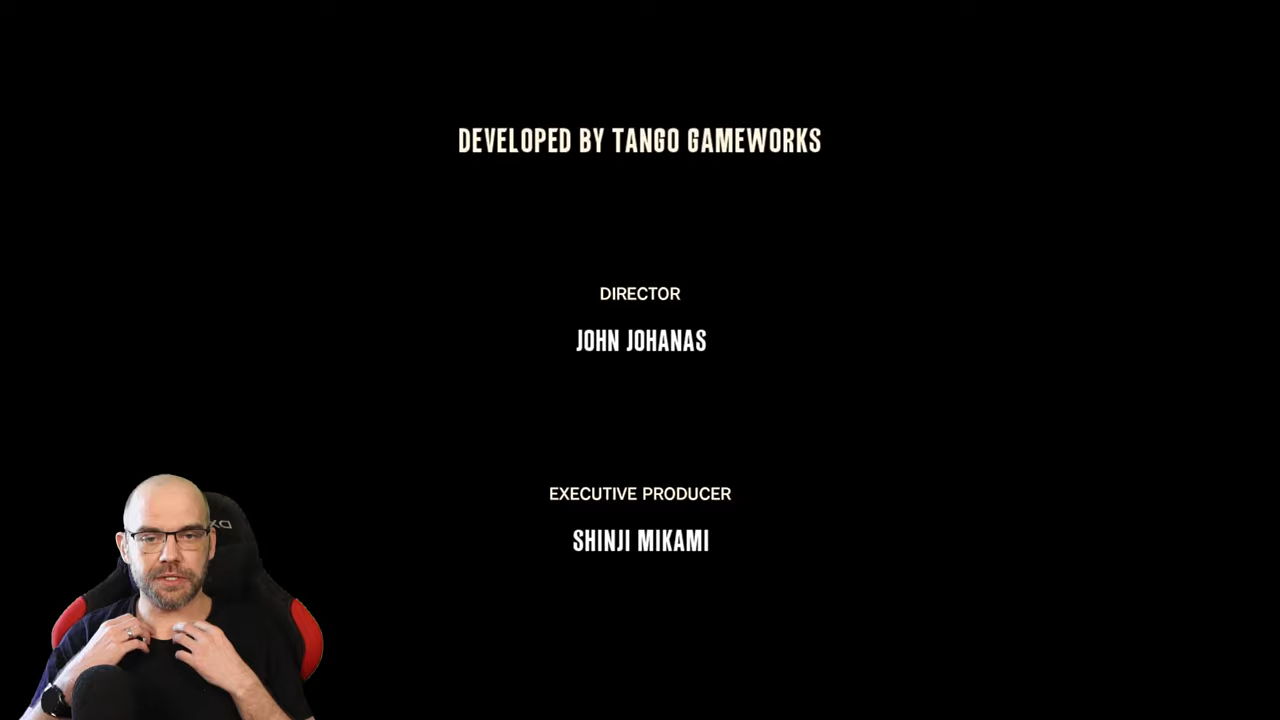 DEVELOPED BY TANGO GAMEWORKS
DIRECTOR
JOHN JOHANAS
EXECUTIVE PRODUCER
SHINJI MIKAMI